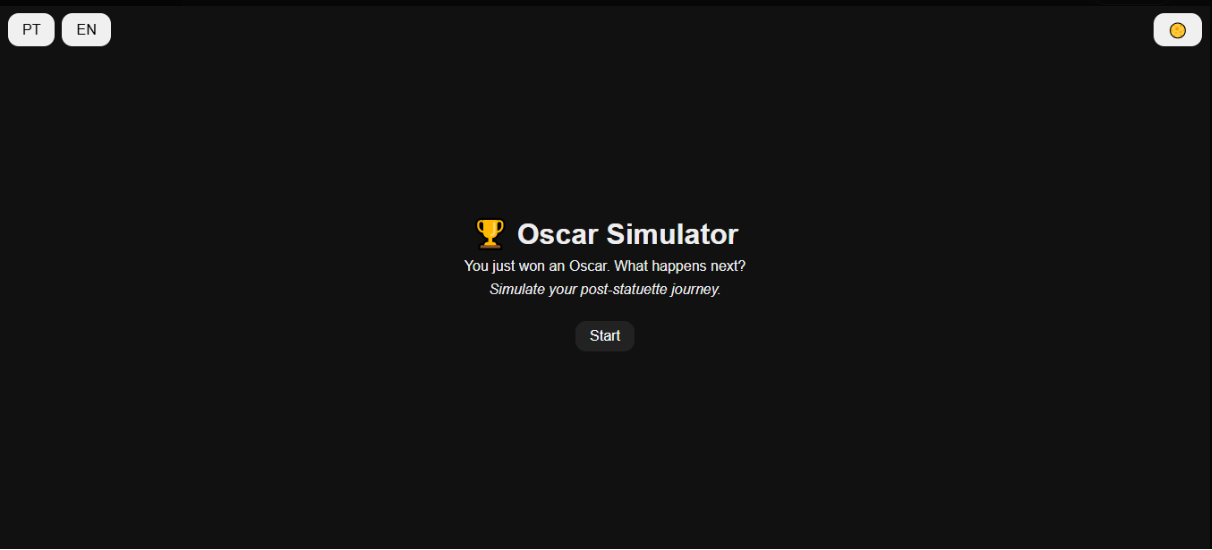 PT
EN
Oscar Simulator
You just won an Oscar. What happens next?
Simulate your post-statuette journey.
Start